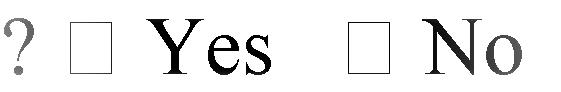 ? □ Yes □ No